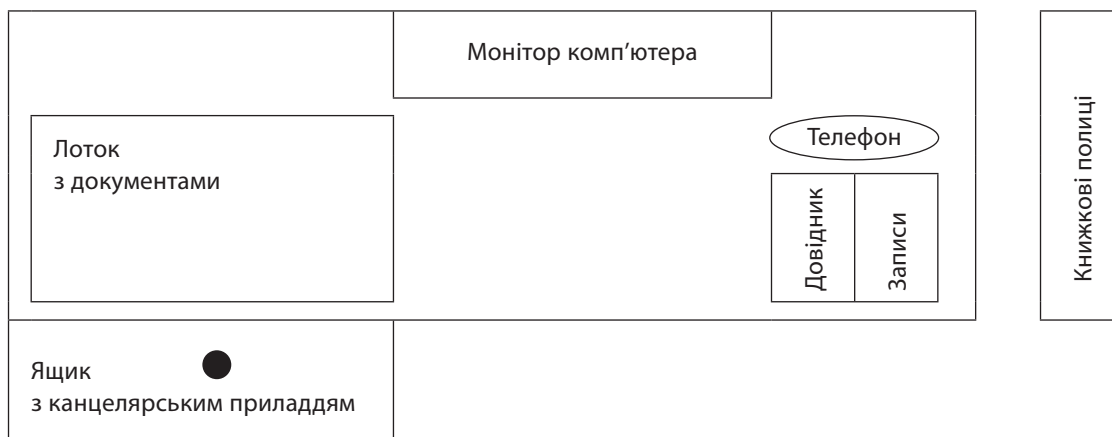 Монітор комп’ютера
Лоток
з документами
Телефон
Довідник
Записи
Книжкові полиці
Ящик
з канцелярським приладдям